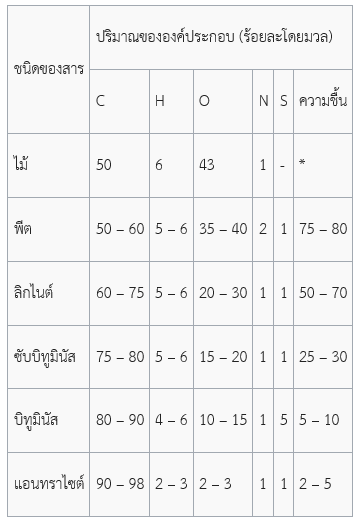 ชนิดของสาร ปริมาณขององค์ประกอบ (ร้อยละโดยมวล)
C H O N S ความชื้น
ไม้ 50 6 43 1 - *
พีต 50 – 60 5 – 6 35 – 40 2 1 75 – 80
ลิกไนต์ 60 – 75 5 – 6 20 – 30 1 1 50 – 70
ซับบิทูมินัส 75 – 80 5 – 6 15 – 20 1 1 25 – 30
บิทูมินัส 80 – 90 4 – 6 10 – 15 1 5 5 – 10
แอนทราไซต์ 90 – 98 2 – 3 2 – 3 1 1 2 – 5